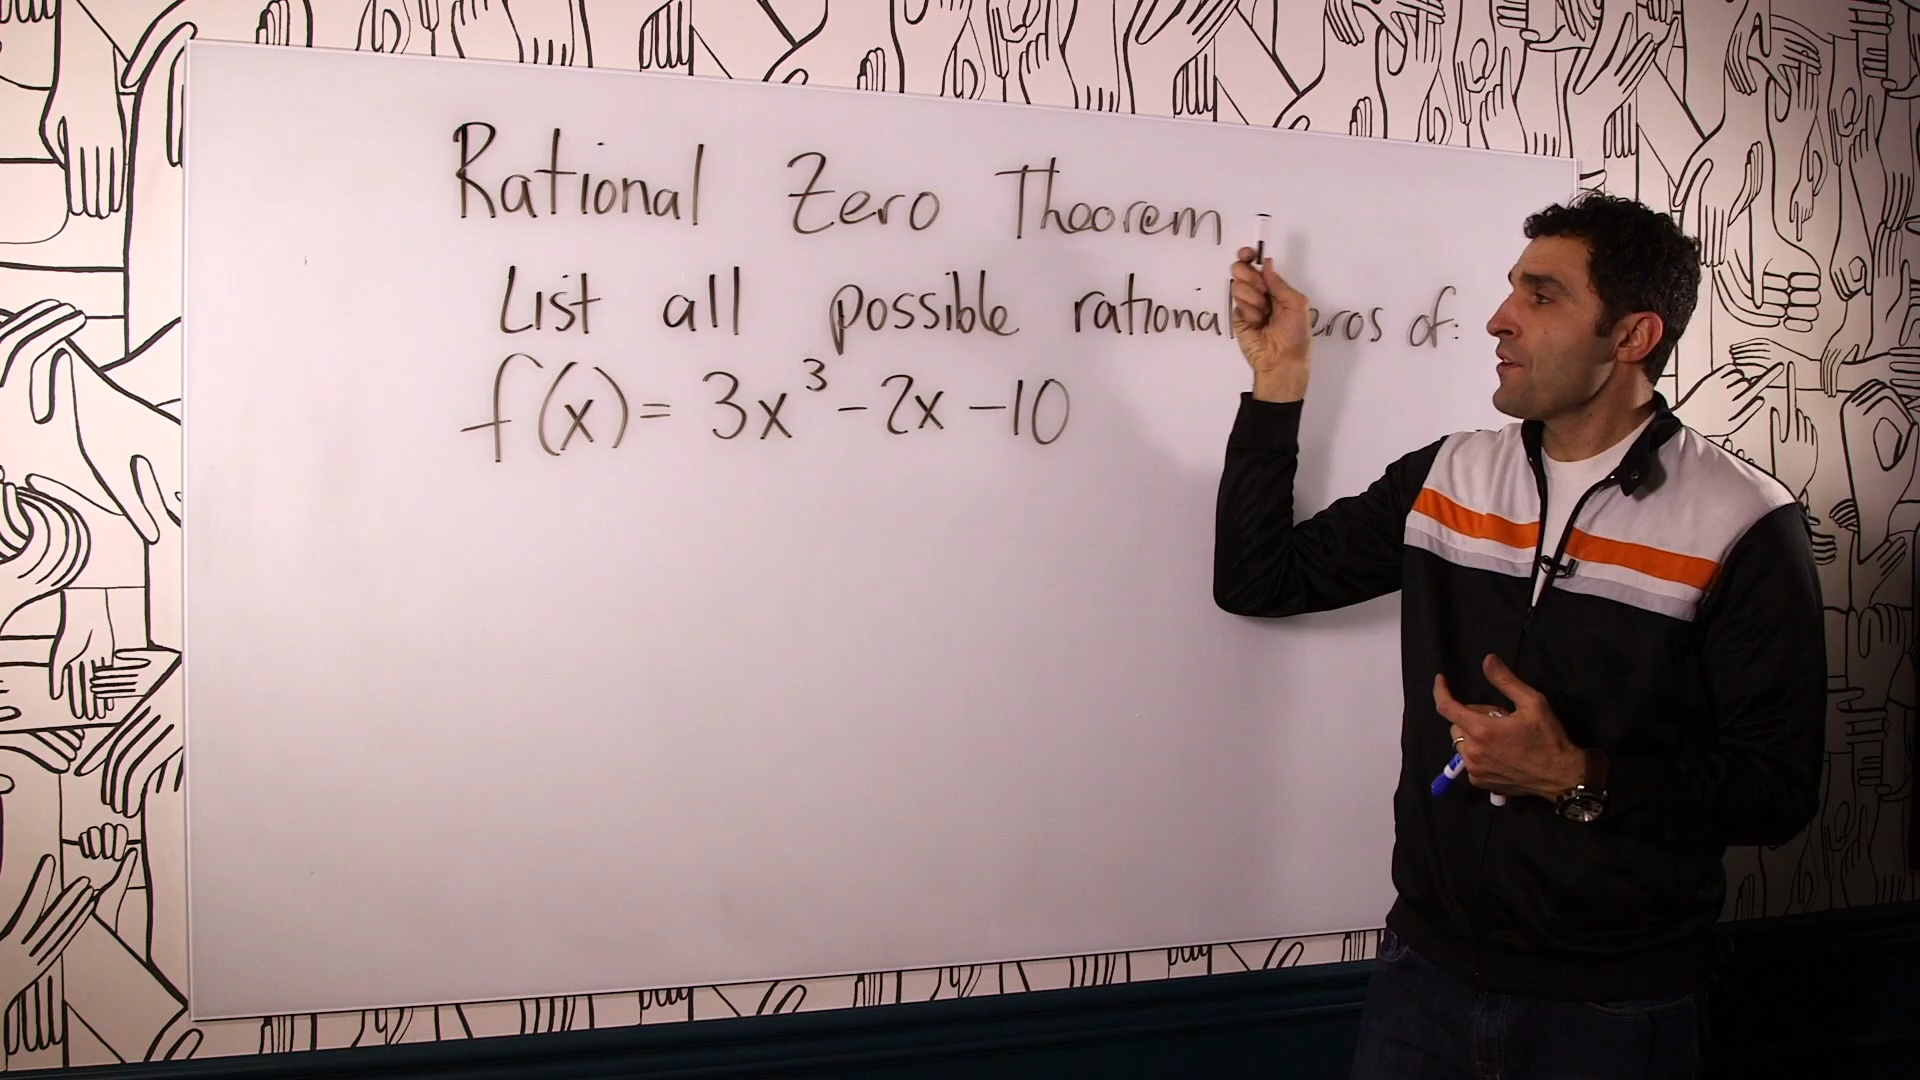 Rational Zero Theorem
List all possible rational zeros of:
f(x) = 3x³ - 2x - 10